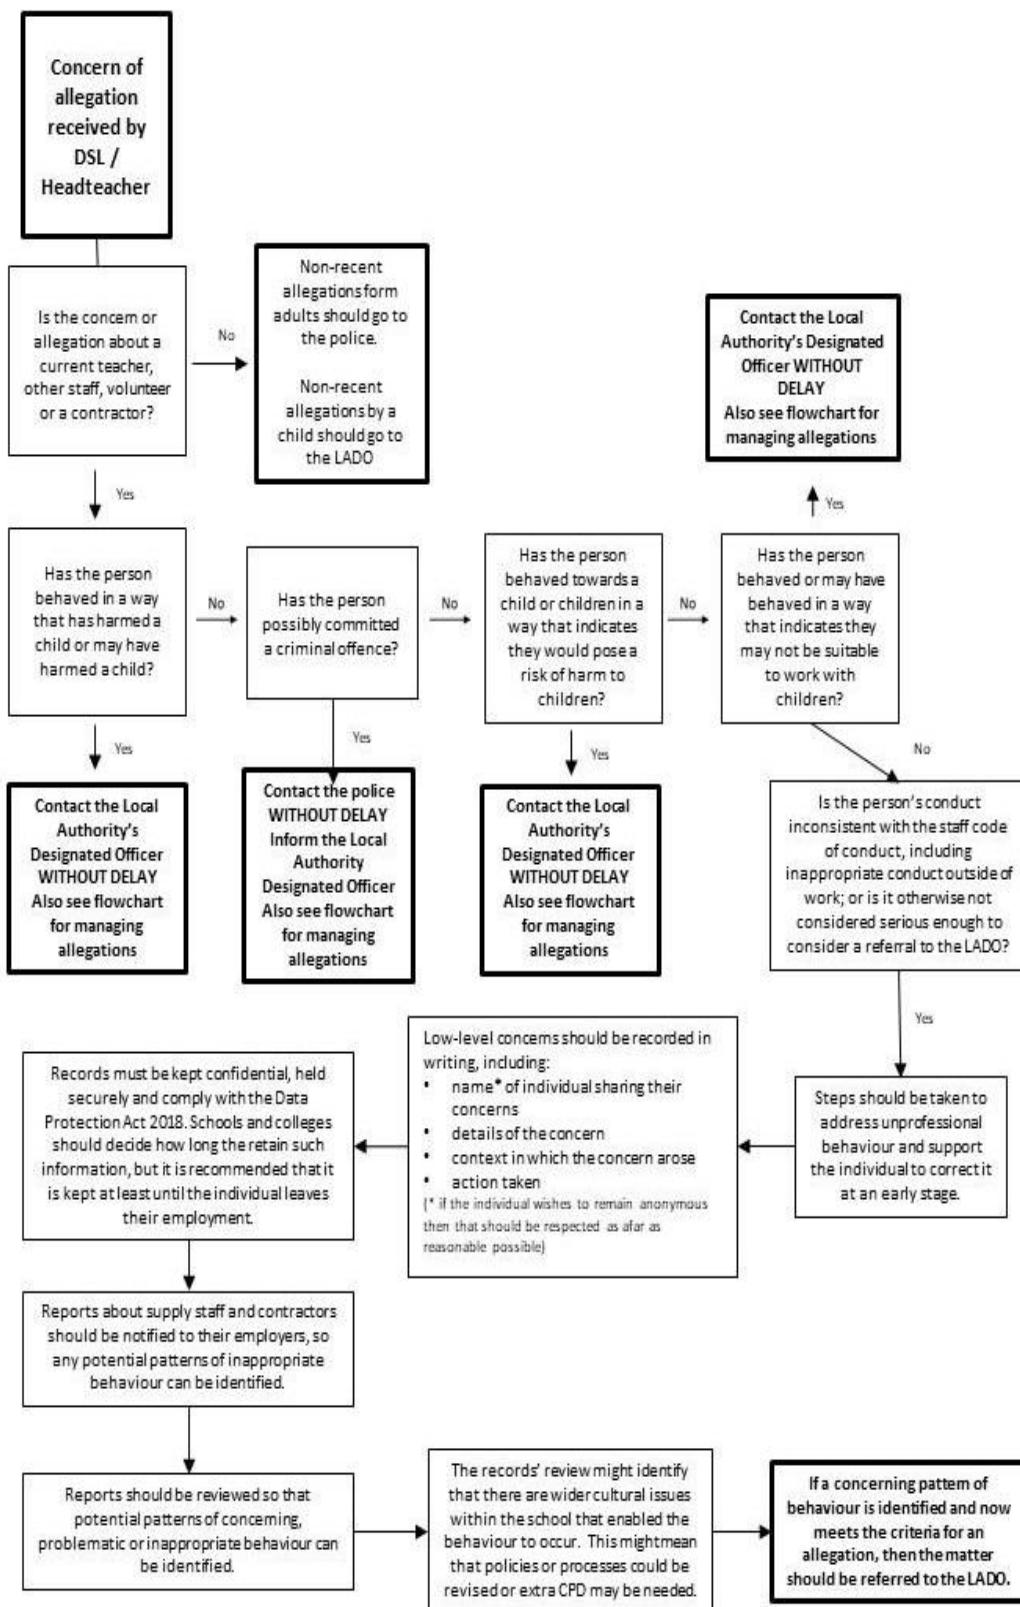 Concern of
allegation
received by
DSL /
Headteacher
Is the concern or
allegation about a
current teacher,
other staff, volunteer
or a contractor?
No
Non-recent
allegations form
adults should go to
the police.
Non-recent
allegations by a
child should go to
the LADO
Contact the Local
Authority's Designated
Officer WITHOUT
DELAY
Also see flowchart for
managing allegations
Yes
Yes
Has the person
behaved in a way
that has harmed a
child or may have
harmed a child?
No
Has the person
possibly committed
a criminal offence?
No
Has the person
behaved towards a
child or children in a
way that indicates
they would pose a
risk of harm to
children?
No
Has the person
behaved or may have
behaved in a way
that indicates they
may not be suitable
to work with
children?
Yes
Yes
Yes
No
Contact the Local
Authority's
Designated Officer
WITHOUT DELAY
Also see flowchart
for managing
allegations
Contact the police
WITHOUT DELAY
Inform the Local
Authority
Designated Officer
Also see flowchart
for managing
allegations
Contact the Local
Authority's
Designated Officer
WITHOUT DELAY
Also see flowchart
for managing
allegations
Is the person's conduct
inconsistent with the staff code
of conduct, including
inappropriate conduct outside of
work; or is it otherwise not
considered serious enough to
consider a referral to the LADO?
Yes
Steps should be taken to
address unprofessional
behaviour and support
the individual to correct it
at an early stage.
Low-level concerns should be recorded in
writing, including:
• name* of individual sharing their
concerns
• details of the concern
• context in which the concern arose
• action taken
(* if the individual wishes to remain anonymous
then that should be respected as afar as
reasonable possible)
Records must be kept confidential, held
securely and comply with the Data
Protection Act 2018. Schools and colleges
should decide how long the retain such
information, but it is recommended that it
is kept at least until the individual leaves
their employment.
Reports about supply staff and contractors
should be notified to their employers, so
any potential patterns of inappropriate
behaviour can be identified.
Reports should be reviewed so that
potential patterns of concerning,
problematic or inappropriate behaviour can
be identified.
The records' review might identify
that there are wider cultural issues
within the school that enabled the
behaviour to occur. This mightmean
that policies or processes could be
revised or extra CPD may be needed.
If a concerning pattern of
behaviour is identified and now
meets the criteria for an
allegation, then the matter
should be referred to the LADO.